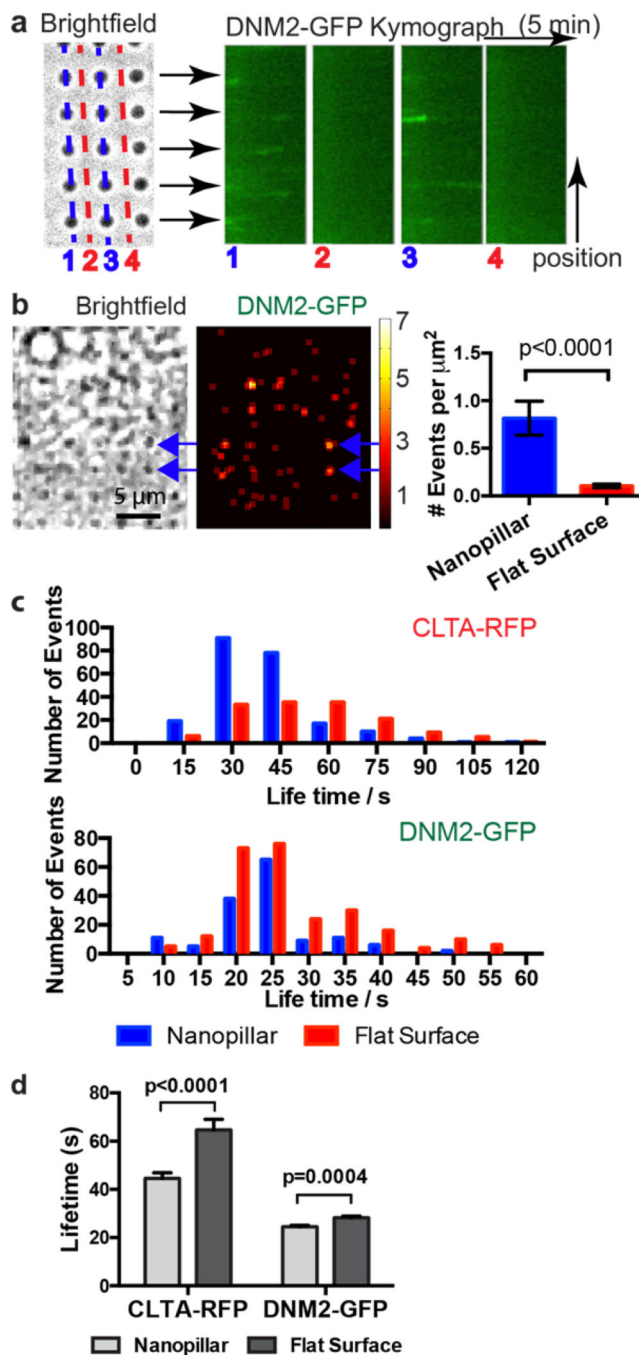 a Brightfield DNM2-GFP Kymograph (5 min)
1 2 3 4 1 2 3 4 position
b Brightfield DNM2-GFP
5 µm
7
5
3
1
# Events per µm²
1.5
1.0
0.5
0.0
p<0.0001
Nanopillar Flat Surface
c
CLTA-RFP
Number of Events
100
80
60
40
20
0
0 15 30 45 60 75 90 105 120
Life time / s
DNM2-GFP
Number of Events
80
60
40
20
0
5 10 15 20 25 30 35 40 45 50 55 60
Life time / s
Nanopillar Flat Surface
d
Lifetime (s)
80
60
40
20
0
p<0.0001
p=0.0004
CLTA-RFP DNM2-GFP
Nanopillar Flat Surface